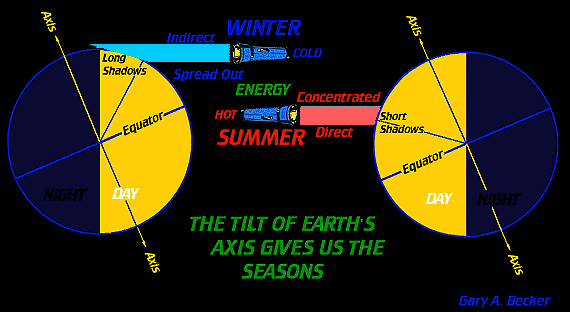 Axis
Indirect
WINTER
COLD
Long
Shadows
Spread Out
Equator
NIGHT
DAY
Axis
ENERGY
HOT
Concentrated
SUMMER
Direct
Axis
Short
Shadows
Equator
DAY
NIGHT
Axis
THE TILT OF EARTH'S
AXIS GIVES US THE
SEASONS
Gary A. Becker